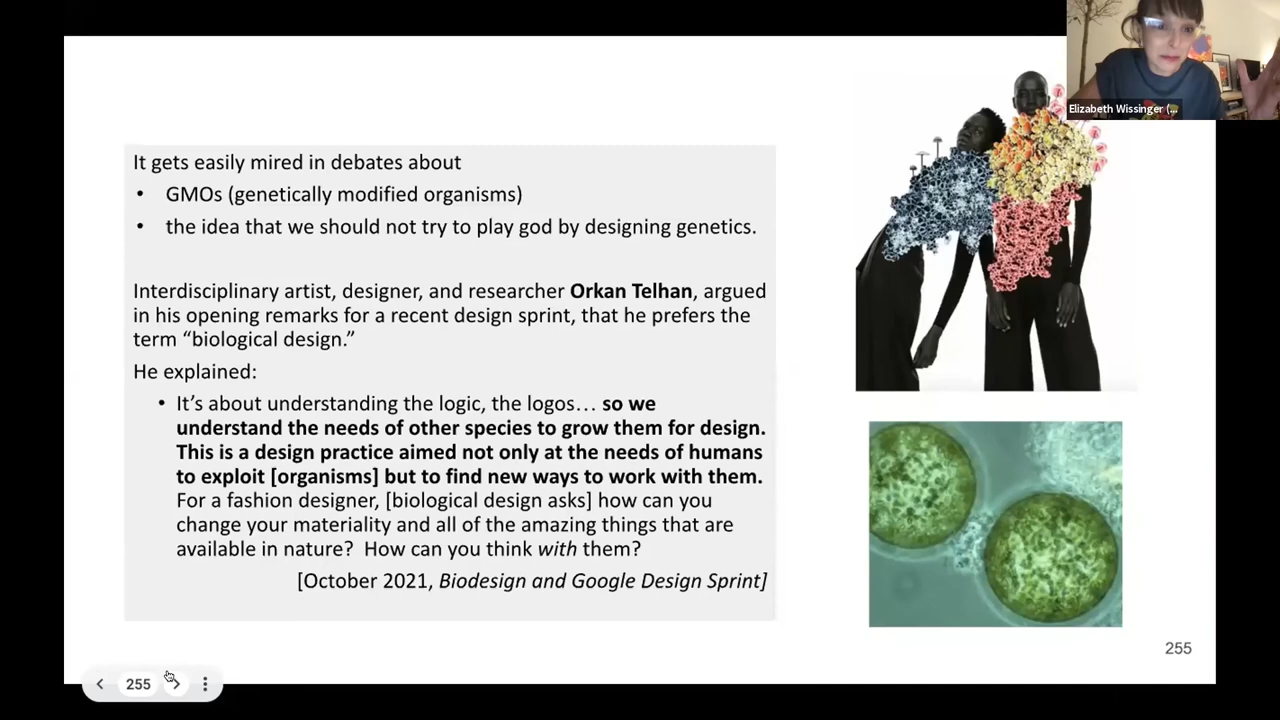 Elizabeth Wissinger (...
It gets easily mired in debates about
• GMOs (genetically modified organisms)
• the idea that we should not try to play god by designing genetics.
Interdisciplinary artist, designer, and researcher Orkan Telhan, argued
in his opening remarks for a recent design sprint, that he prefers the
term “biological design.”
He explained:
• It’s about understanding the logic, the logos… so we
understand the needs of other species to grow them for design.
This is a design practice aimed not only at the needs of humans
to exploit [organisms] but to find new ways to work with them.
For a fashion designer, [biological design asks] how can you
change your materiality and all of the amazing things that are
available in nature?  How can you think with them?
[October 2021, Biodesign and Google Design Sprint]
255
255